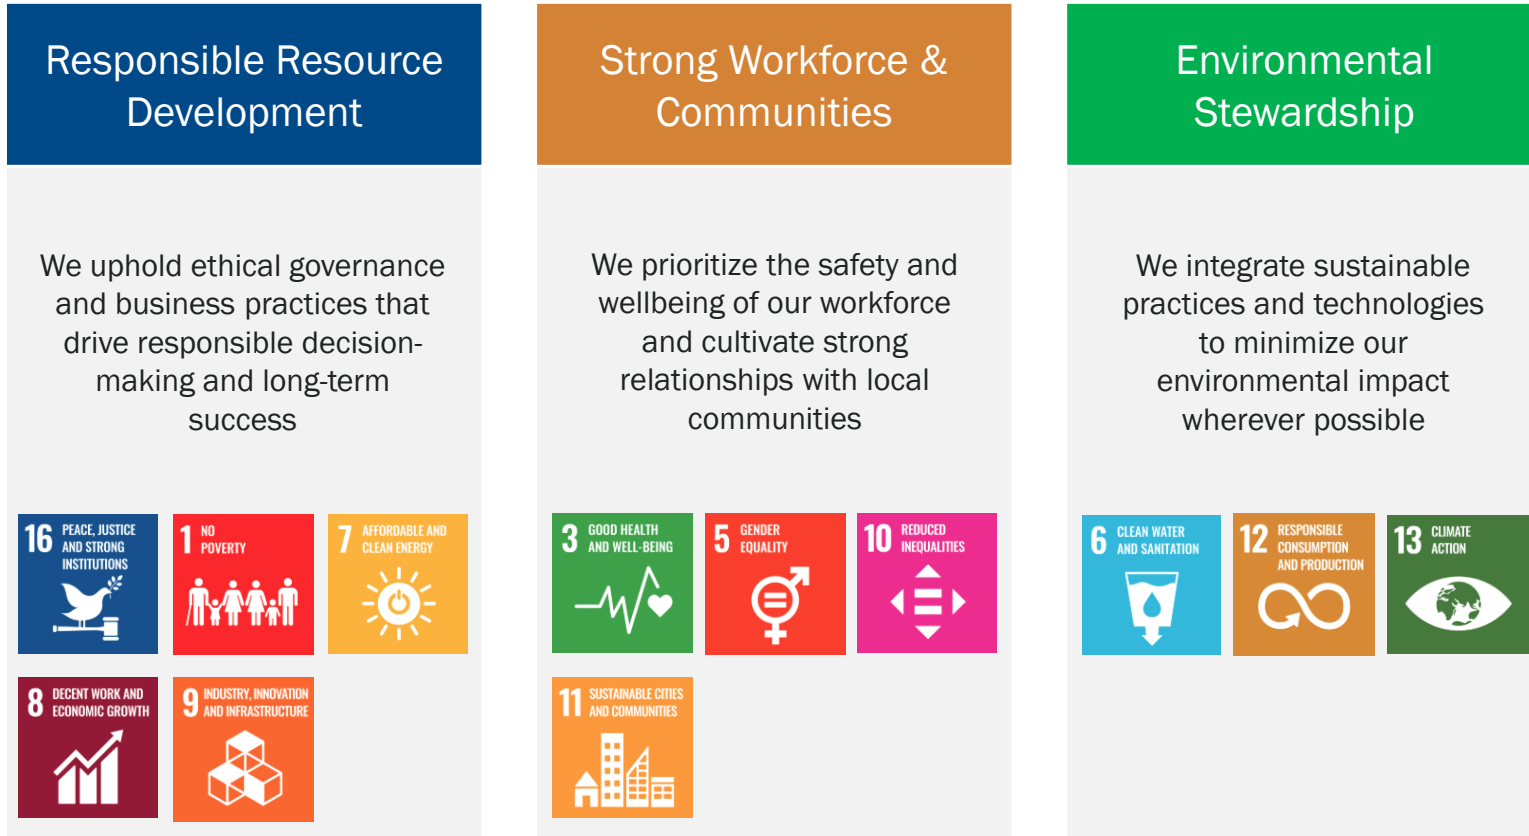 Responsible Resource
Development
We uphold ethical governance
and business practices that
drive responsible decision-
making and long-term
success
16 PEACE, JUSTICE
AND STRONG
INSTITUTIONS
1 NO
POVERTY
7 AFFORDABLE AND
CLEAN ENERGY
8 DECENT WORK AND
ECONOMIC GROWTH
9 INDUSTRY, INNOVATION
AND INFRASTRUCTURE
Strong Workforce &
Communities
We prioritize the safety and
wellbeing of our workforce
and cultivate strong
relationships with local
communities
3 GOOD HEALTH
AND WELL-BEING
5 GENDER
EQUALITY
10 REDUCED
INEQUALITIES
11 SUSTAINABLE CITIES
AND COMMUNITIES
Environmental
Stewardship
We integrate sustainable
practices and technologies
to minimize our
environmental impact
wherever possible
6 CLEAN WATER
AND SANITATION
12 RESPONSIBLE
CONSUMPTION
AND PRODUCTION
13 CLIMATE
ACTION